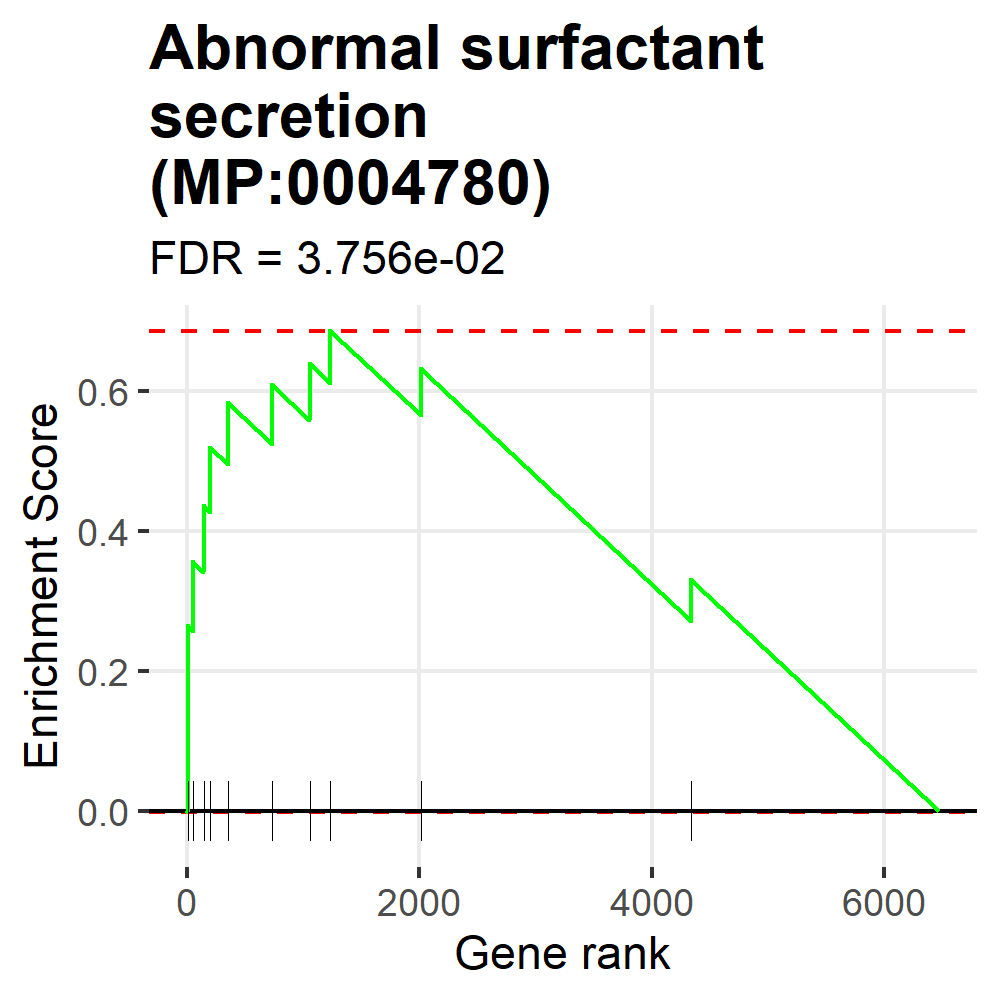 Abnormal surfactant
secretion
(MP:0004780)
FDR = 3.756e-02
Enrichment Score
0.6
0.4
0.2
0.0
0 2000 4000 6000
Gene rank